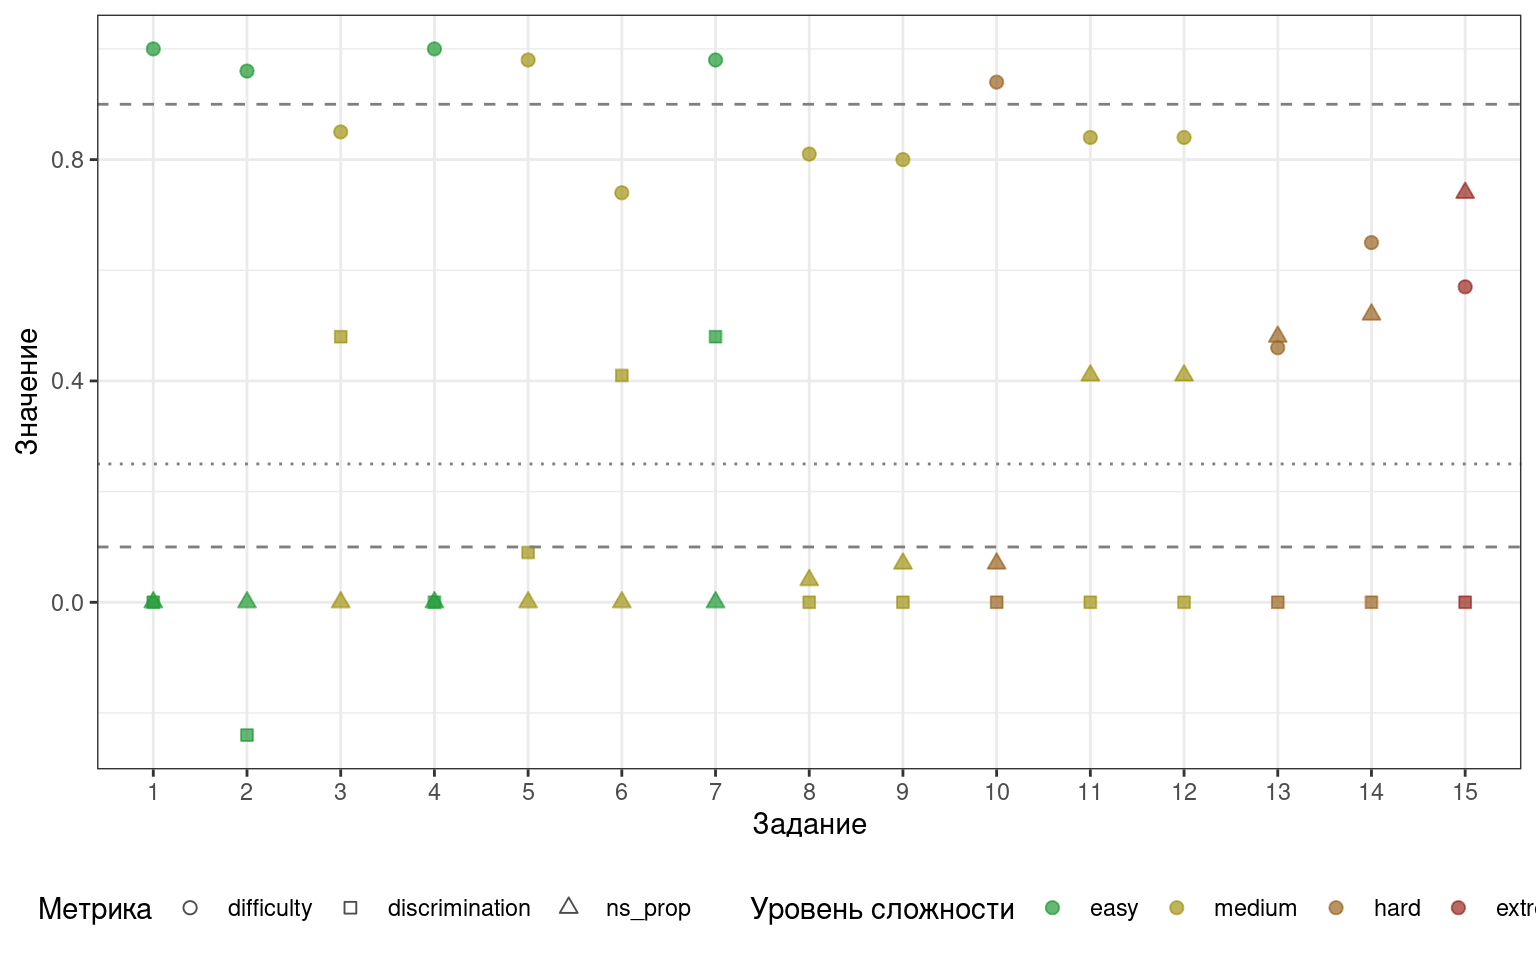 Значение
0.8
0.4
0.0
1 2 3 4 5 6 7 8 9 10 11 12 13 14 15
Задание
Метрика difficulty discrimination ns_prop Уровень сложности easy medium hard